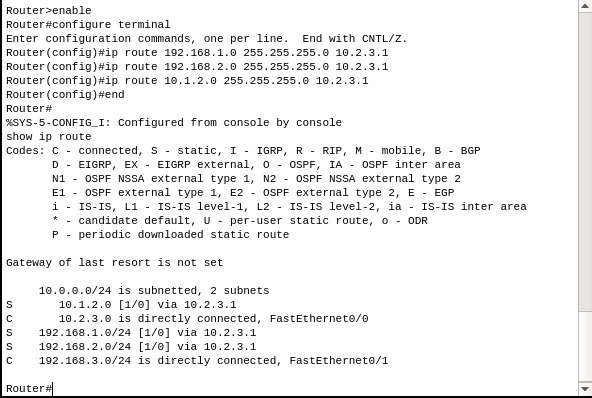 Router>enable
Router#configure terminal
Enter configuration commands, one per line.  End with CNTL/Z.
Router(config)#ip route 192.168.1.0 255.255.255.0 10.2.3.1
Router(config)#ip route 192.168.2.0 255.255.255.0 10.2.3.1
Router(config)#ip route 10.1.2.0 255.255.255.0 10.2.3.1
Router(config)#end
Router#
%SYS-5-CONFIG_I: Configured from console by console
show ip route
Codes: C - connected, S - static, I - IGRP, R - RIP, M - mobile, B - BGP
       D - EIGRP, EX - EIGRP external, O - OSPF, IA - OSPF inter area
       N1 - OSPF NSSA external type 1, N2 - OSPF NSSA external type 2
       E1 - OSPF external type 1, E2 - OSPF external type 2, E - EGP
       i - IS-IS, L1 - IS-IS level-1, L2 - IS-IS level-2, ia - IS-IS inter area
       * - candidate default, U - per-user static route, o - ODR
       P - periodic downloaded static route
Gateway of last resort is not set
     10.0.0.0/24 is subnetted, 2 subnets
S       10.1.2.0 [1/0] via 10.2.3.1
C       10.2.3.0 is directly connected, FastEthernet0/0
S    192.168.1.0/24 [1/0] via 10.2.3.1
S    192.168.2.0/24 [1/0] via 10.2.3.1
C    192.168.3.0/24 is directly connected, FastEthernet0/1
Router#